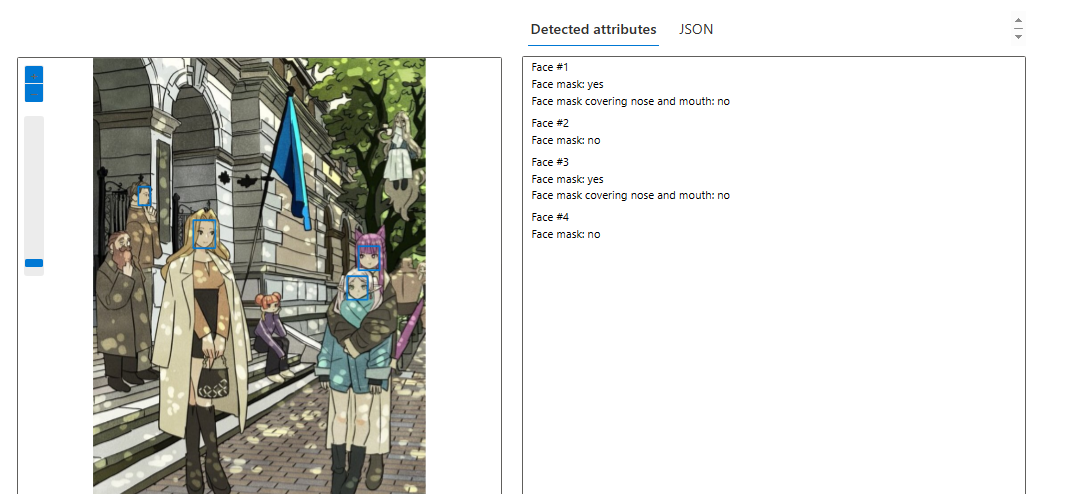 Detected attributes JSON
+
-
Face #1
Face mask: yes
Face mask covering nose and mouth: no
Face #2
Face mask: no
Face #3
Face mask: yes
Face mask covering nose and mouth: no
Face #4
Face mask: no